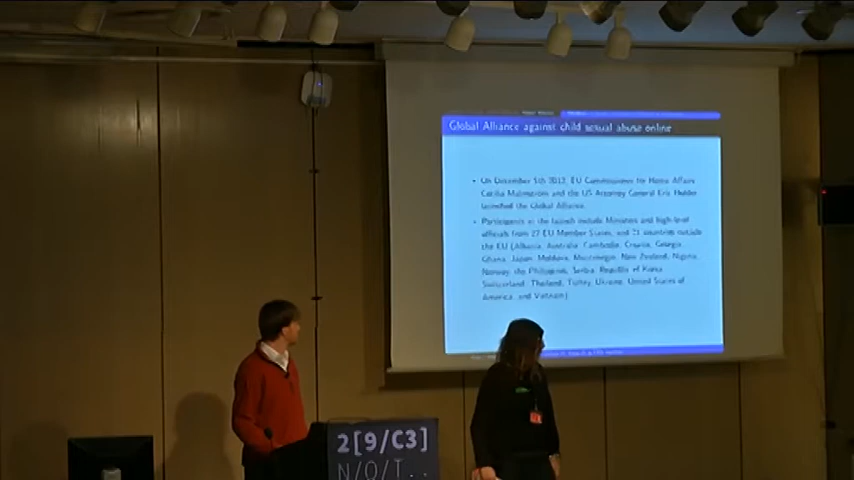 Global Alliance against child sexual abuse online
On December 5th 2012, EU Commissioner for Home Affairs
Cecilia Malmström and the US Attorney General Eric Holder
launched the Global Alliance.
Participants at the launch include Ministers and high-level
officials from 27 EU Member States, and 21 countries outside
the EU (Albania, Australia, Cambodia, Croatia, Georgia,
Ghana, Japan, Moldova, Montenegro, New Zealand, Nigeria,
Norway, the Philippines, Serbia, Republic of Korea,
Switzerland, Thailand, Turkey, Ukraine, United States of
America, and Vietnam)
2[9/C3]
N/O/T...